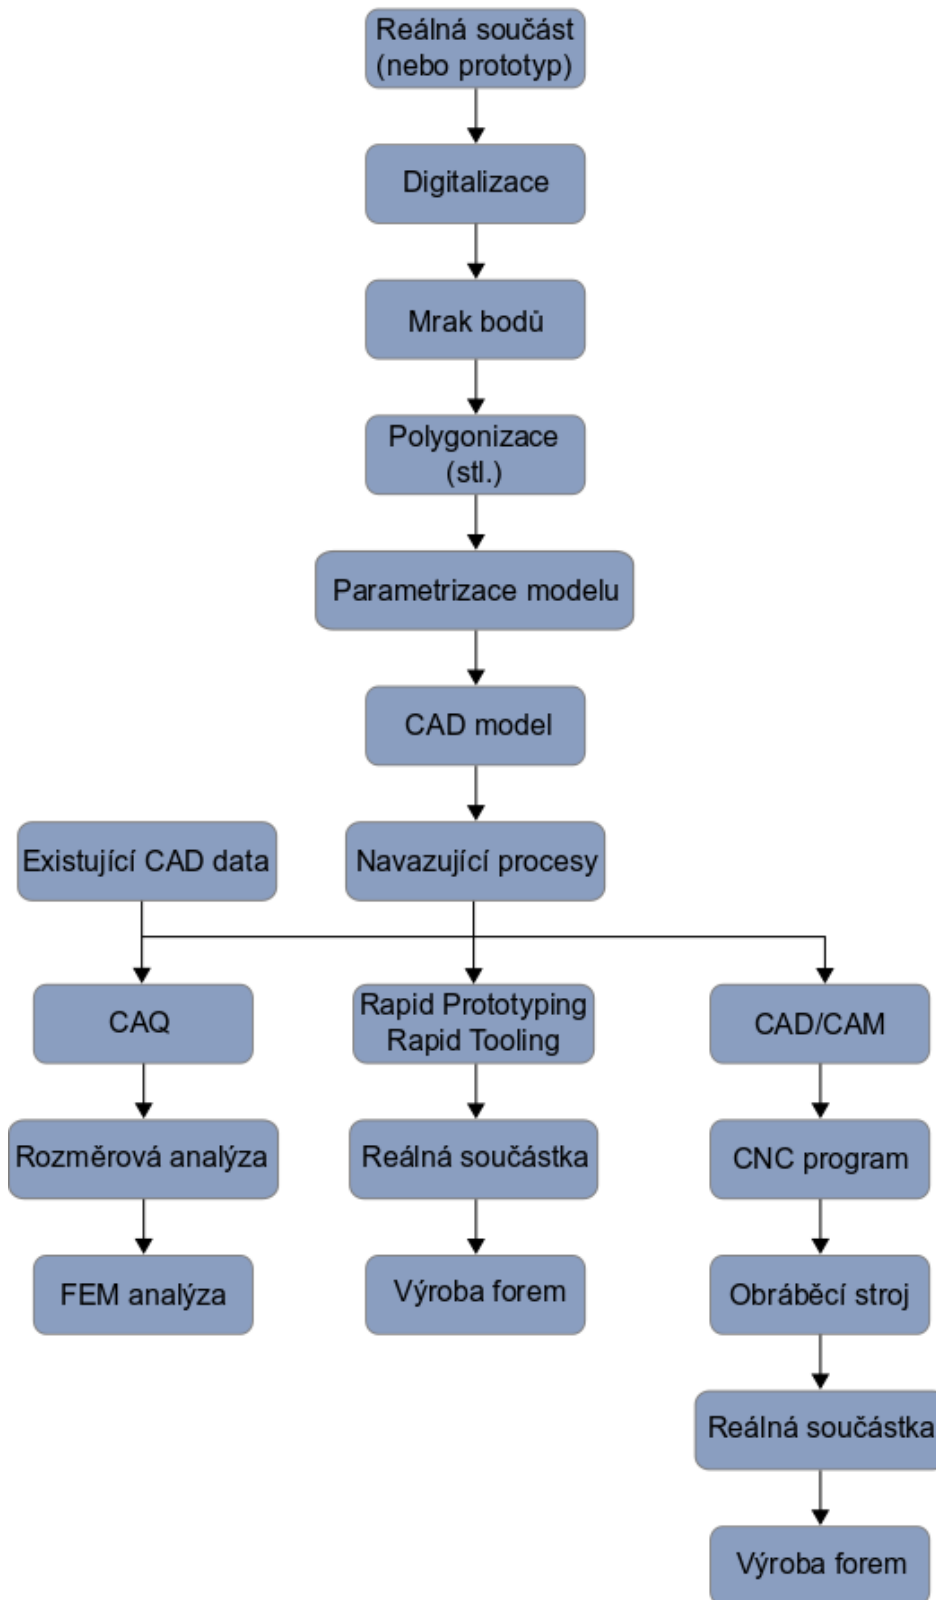 Reálná součást
(nebo prototyp)
Digitalizace
Mrak bodů
Polygonizace
(stl.)
Parametrizace modelu
CAD model
Existující CAD data
Navazující procesy
CAQ
Rapid Prototyping
Rapid Tooling
CAD/CAM
Rozměrová analýza
Reálná součástka
CNC program
FEM analýza
Výroba forem
Obráběcí stroj
Reálná součástka
Výroba forem